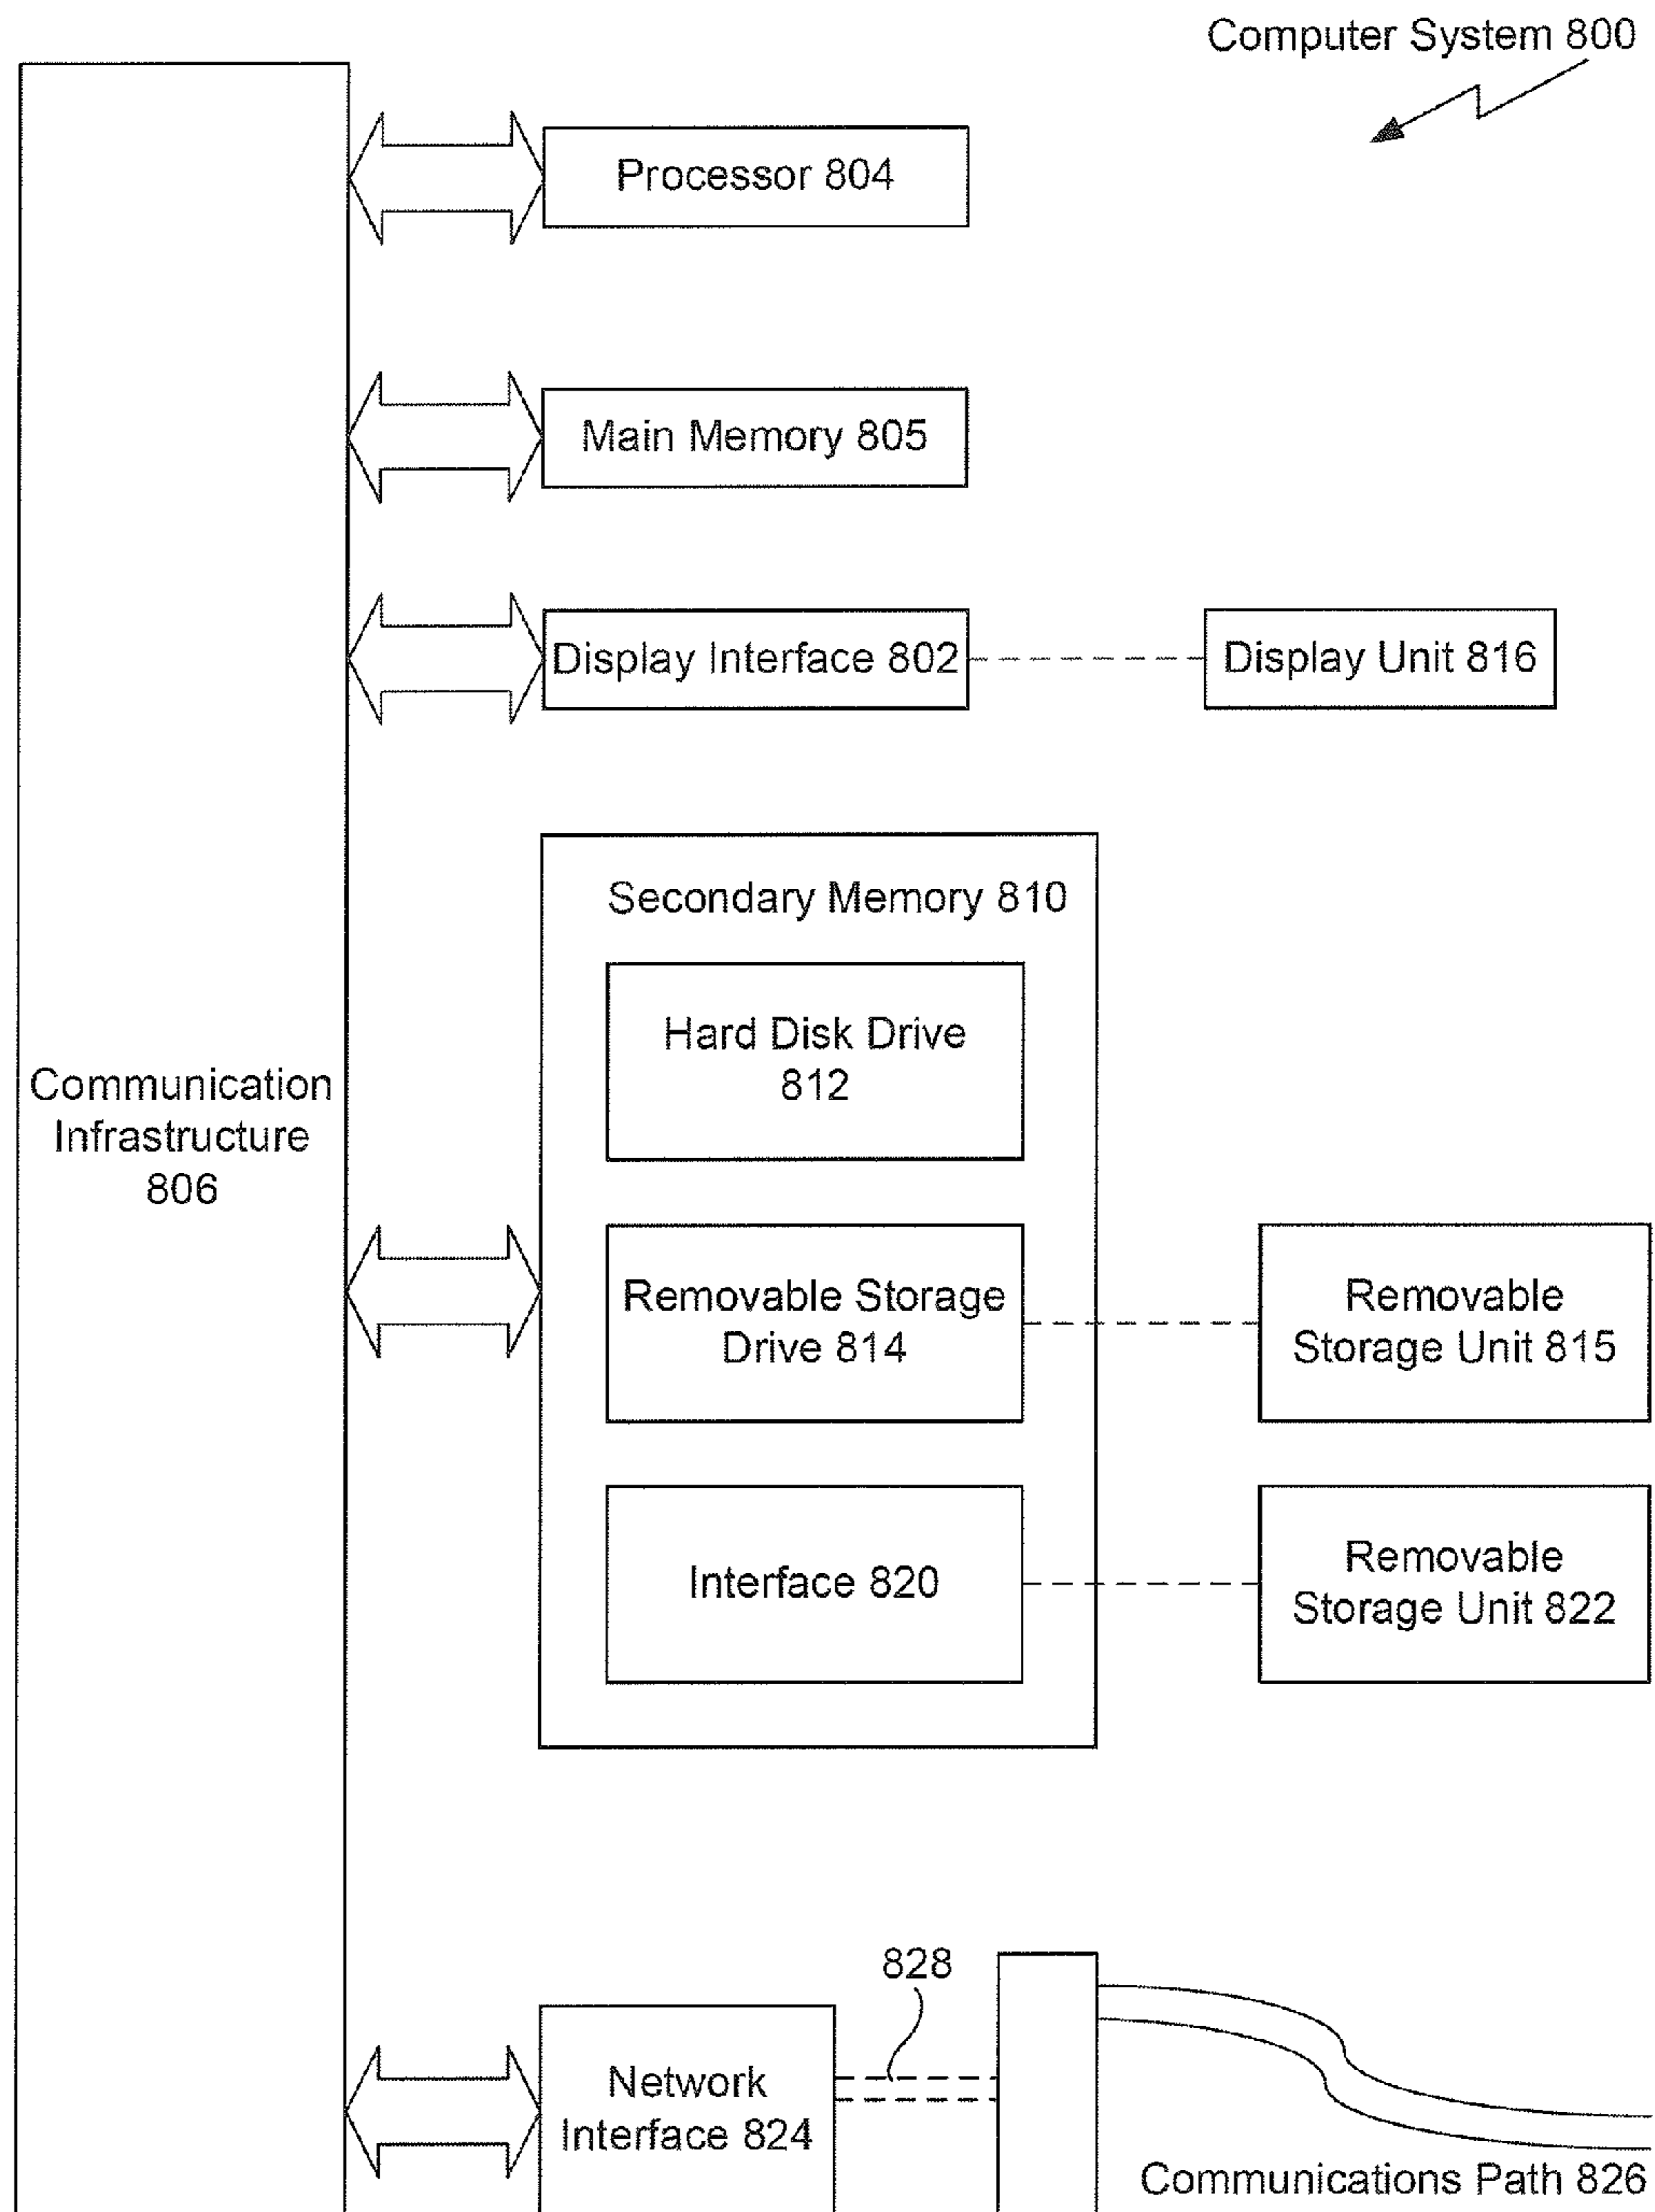 Computer System 800
Processor 804
Main Memory 805
Display Interface 802
Display Unit 816
Secondary Memory 810
Hard Disk Drive
812
Communication
Infrastructure
806
Removable Storage
Drive 814
Removable
Storage Unit 815
Interface 820
Removable
Storage Unit 822
828
Network
Interface 824
Communications Path 826